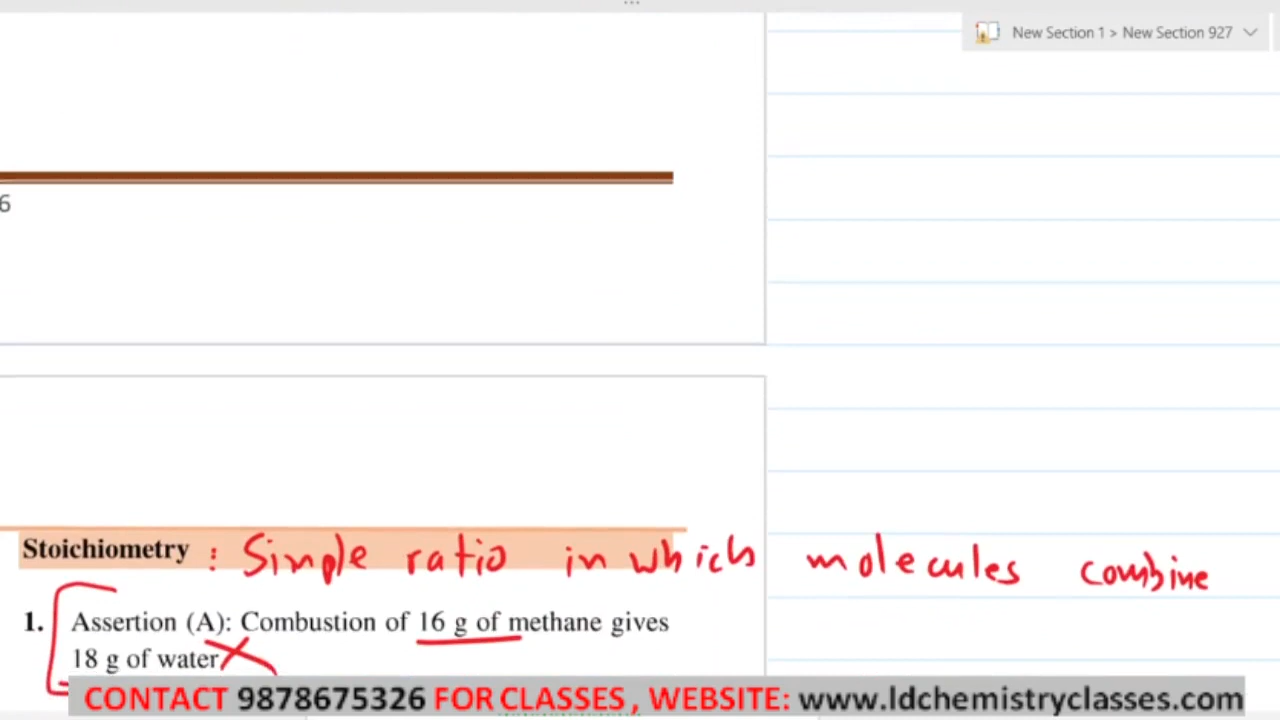 New Section 1 > New Section 927
6
Stoichiometry : Simple ratio in which molecules combine
1. Assertion (A): Combustion of 16 g of methane gives
18 g of water
CONTACT 9878675326 FOR CLASSES , WEBSITE: www.ldchemistryclasses.com